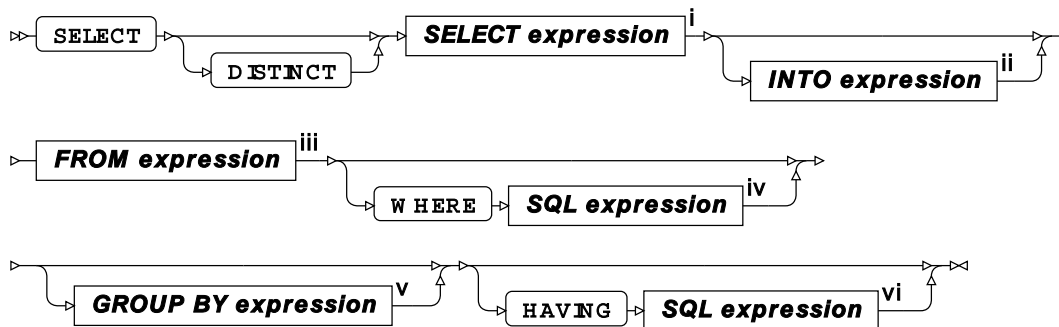 SELECT SELECT expression i
DISTINCT INTO expression ii
FROM expression iii
WHERE SQL expression iv
GROUP BY expression v HAVING SQL expression vi